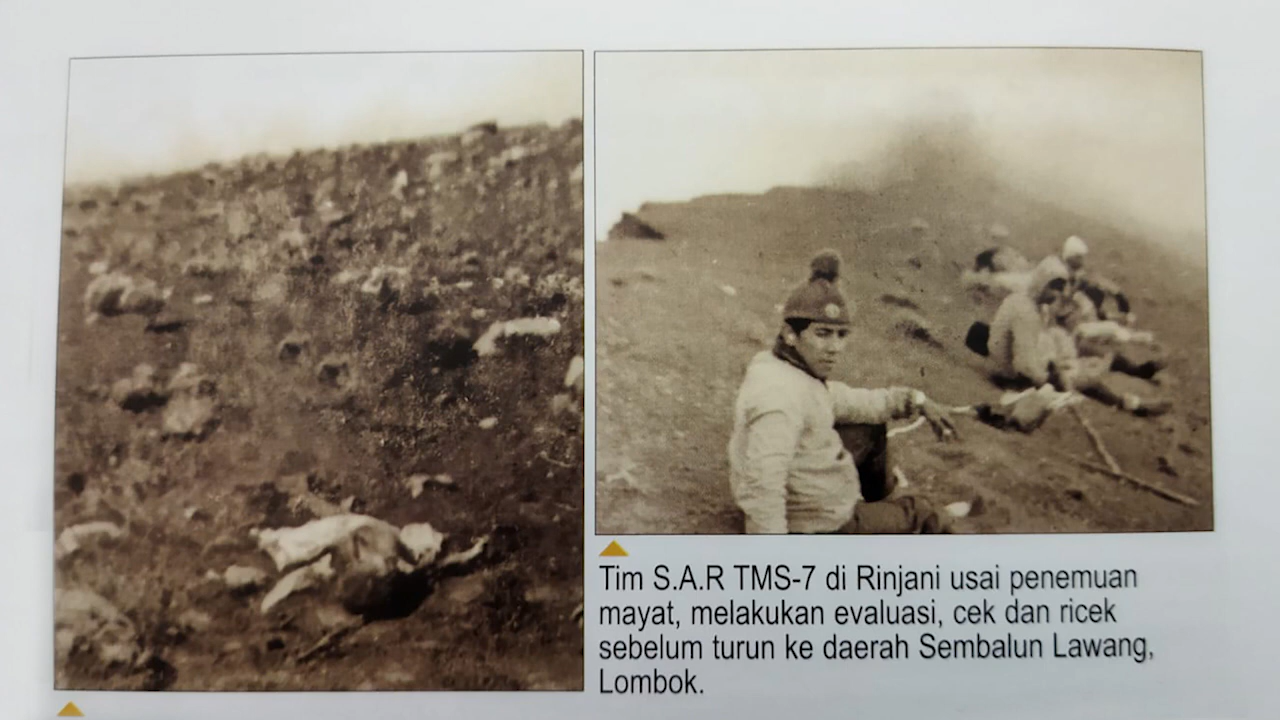 Tim S.A.R TMS-7 di Rinjani usai penemuan
mayat, melakukan evaluasi, cek dan ricek
sebelum turun ke daerah Sembalun Lawang,
Lombok.